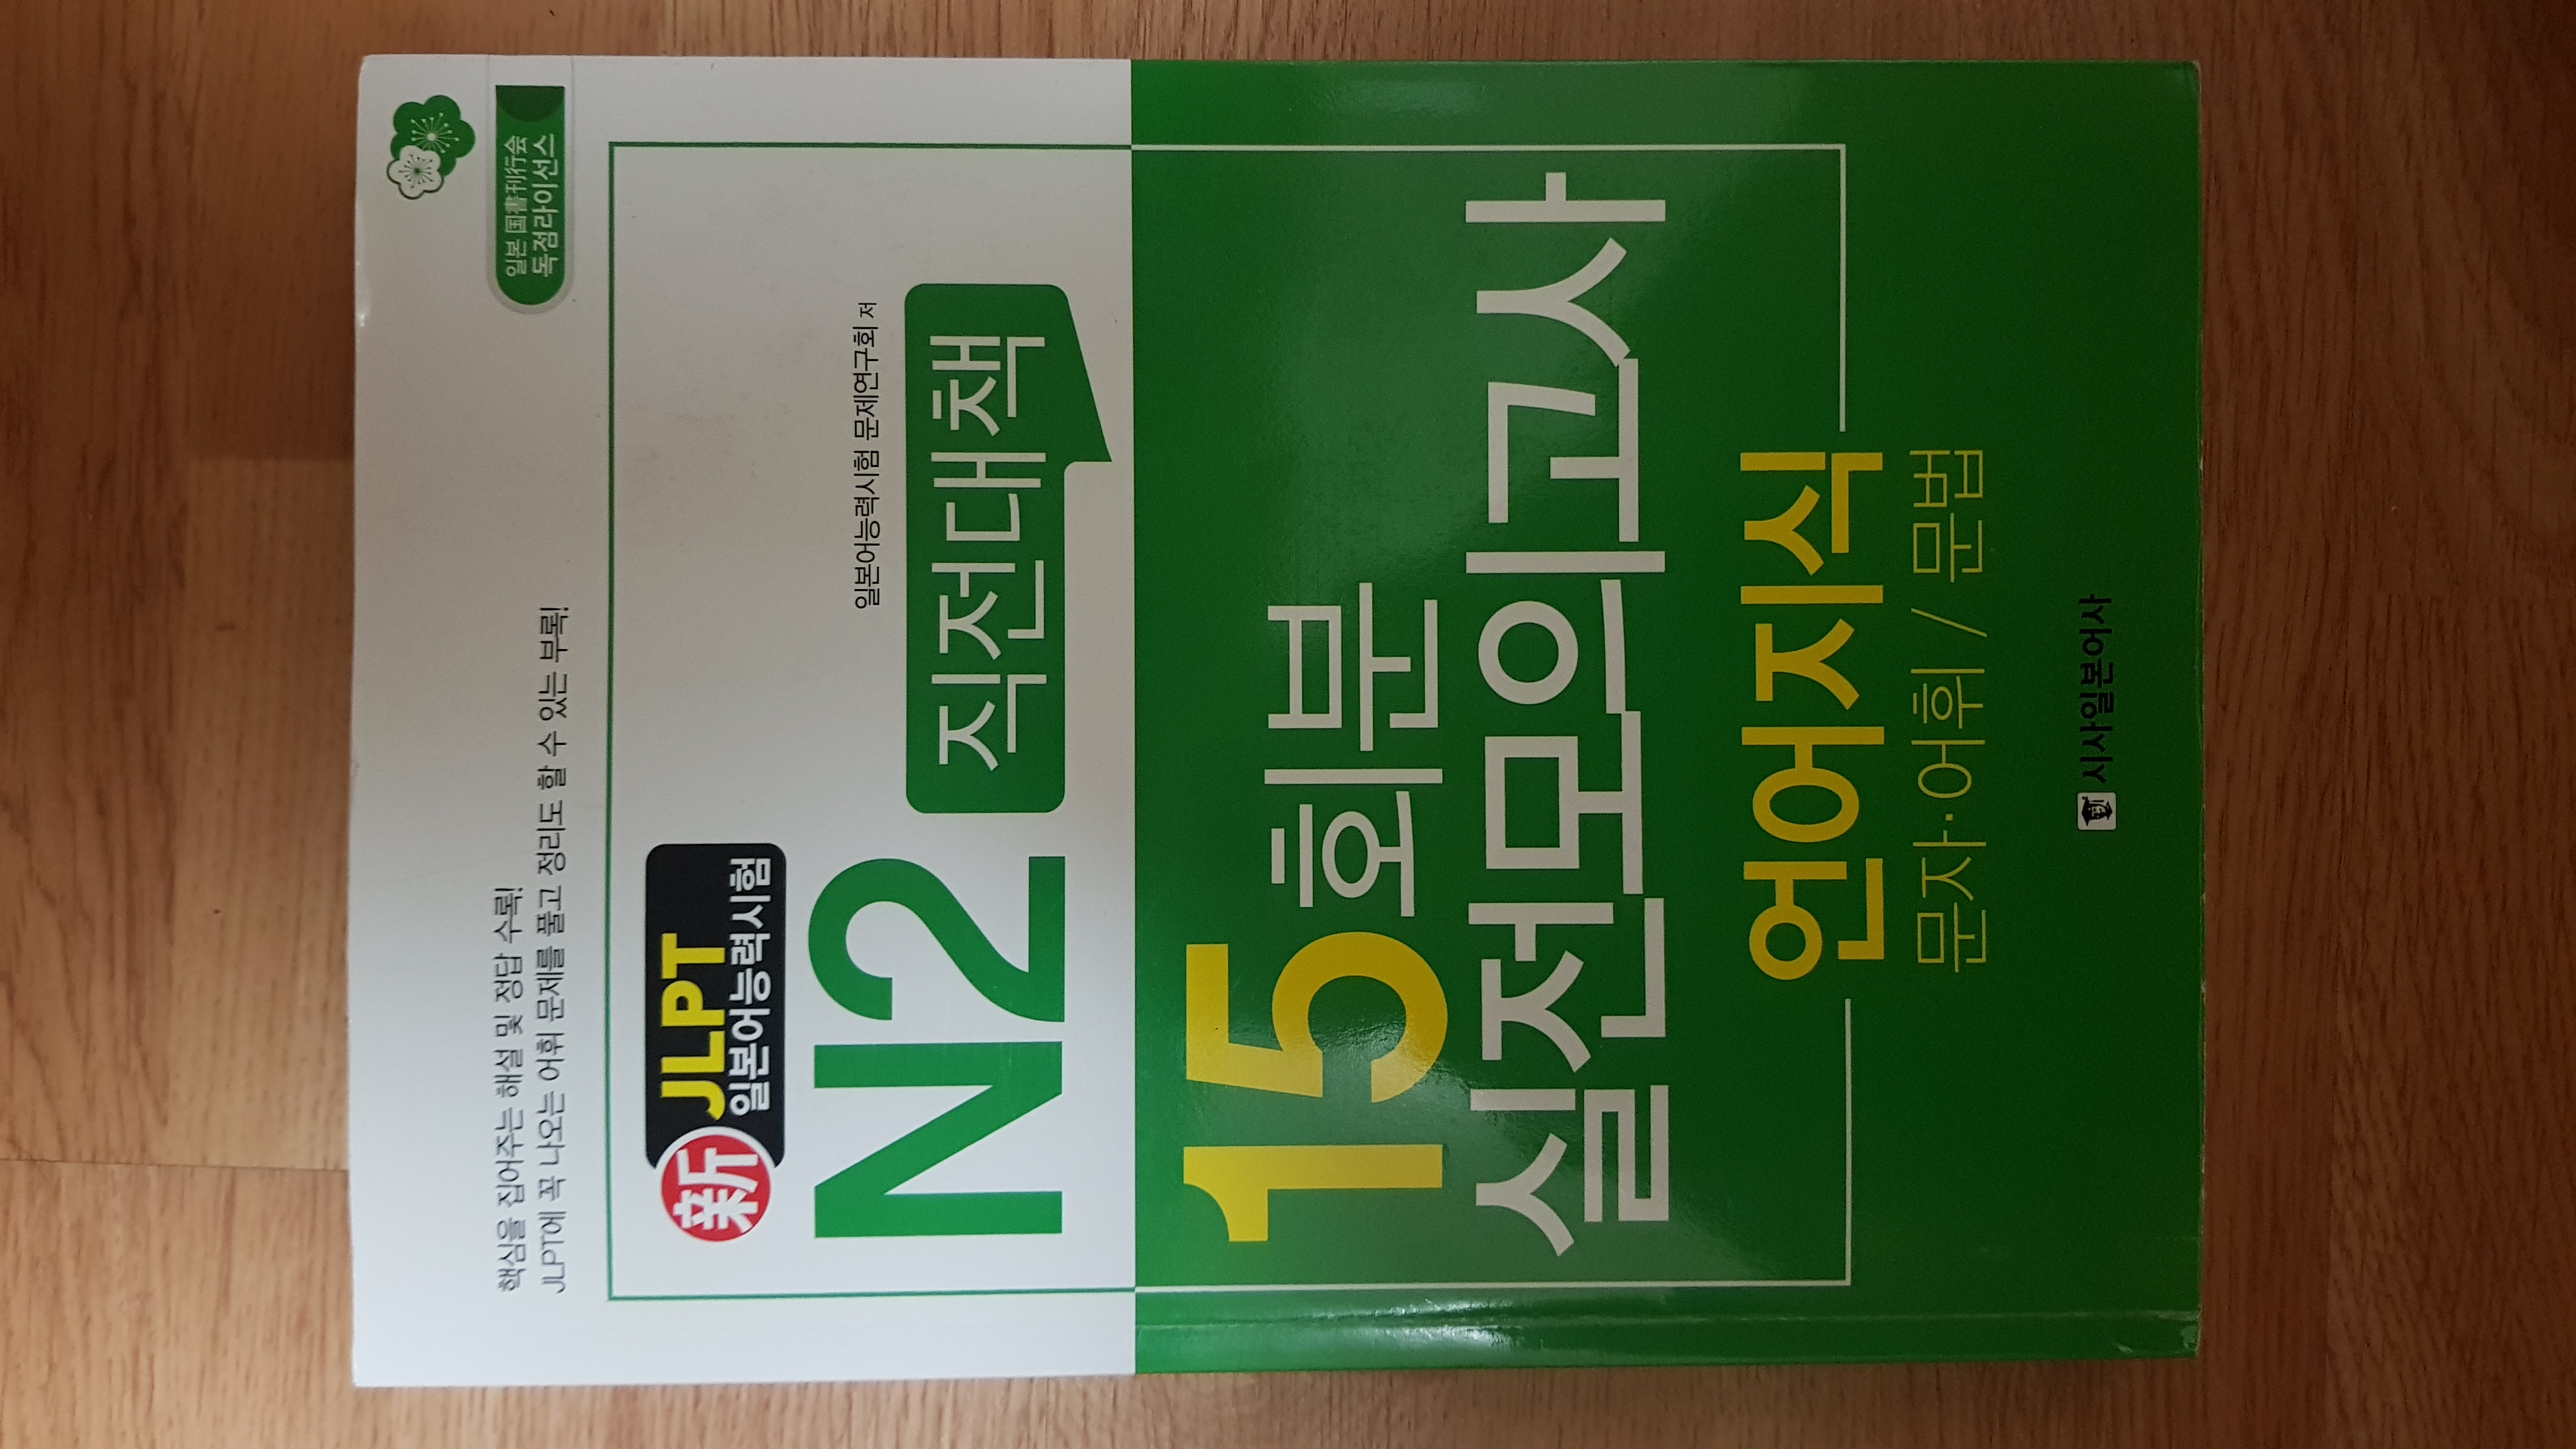 일본 国書刊行会
독점라이선스
핵심을 집어주는 해설 및 정답 수록!
JLPT에 꼭 나오는 어휘 문제를 풀고 정리도 할 수 있는 부록!
新 JLPT
일본어능력시험
일본어능력시험 문제연구회 저
N2 직전대책
15회분
실전모의고사
언어지식
문자·어휘 / 문법
시사일본어사